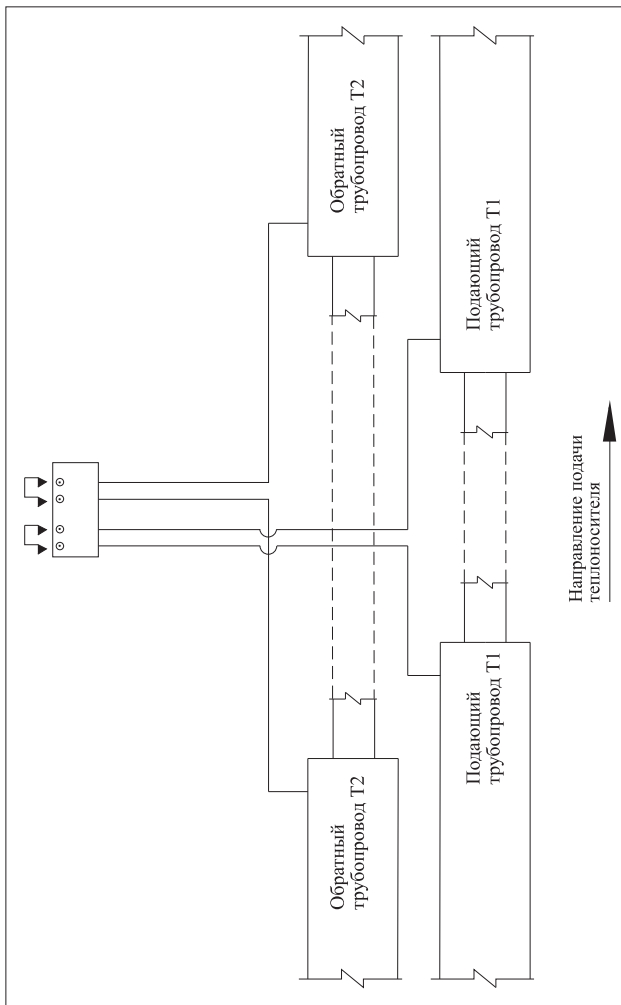 Обратный
трубопровод Т2
Обратный
трубопровод Т2
Подающий
трубопровод Т1
Подающий
трубопровод Т1
Направление подачи
теплоносителя